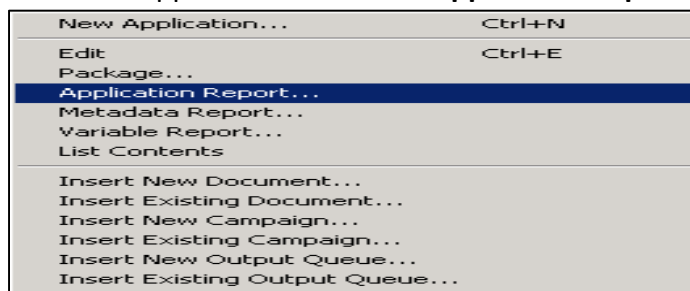 New Application... Ctrl+N
Edit Ctrl+E
Package...
Application Report...
Metadata Report...
Variable Report...
List Contents
Insert New Document...
Insert Existing Document...
Insert New Campaign...
Insert Existing Campaign...
Insert New Output Queue...
Insert Existing Output Queue...